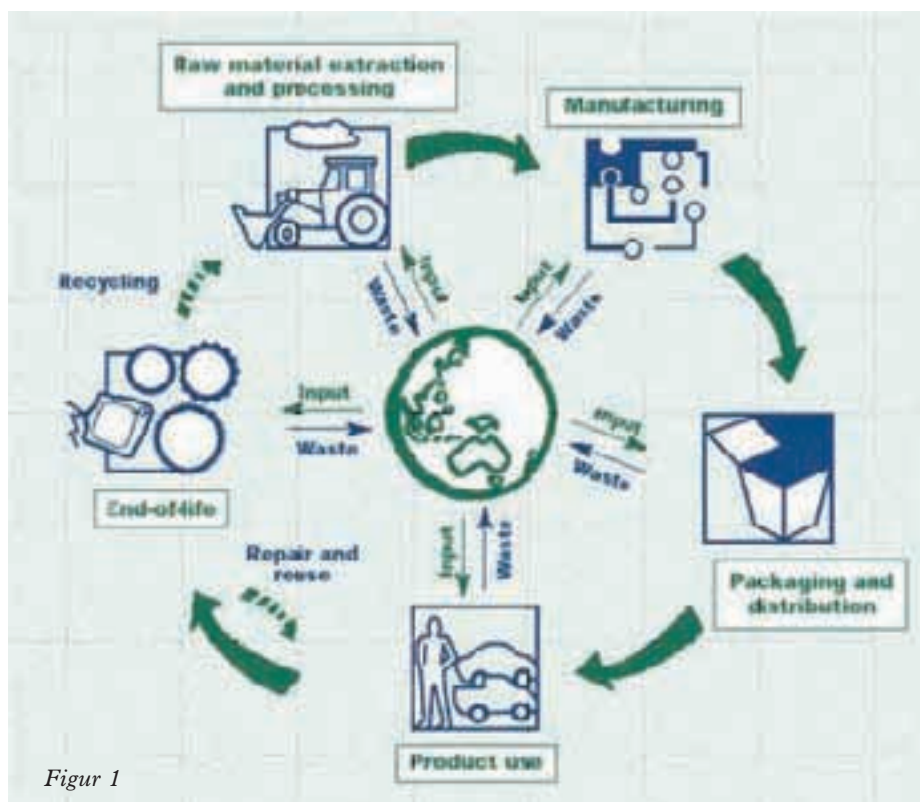 Raw material extraction
and processing
Manufacturing
Recycling
Input
Waste
Input
Waste
Input
Waste
Input
Waste
End-of-life
Repair and
reuse
Input
Waste
Packaging and
distribution
Product use
Figur 1